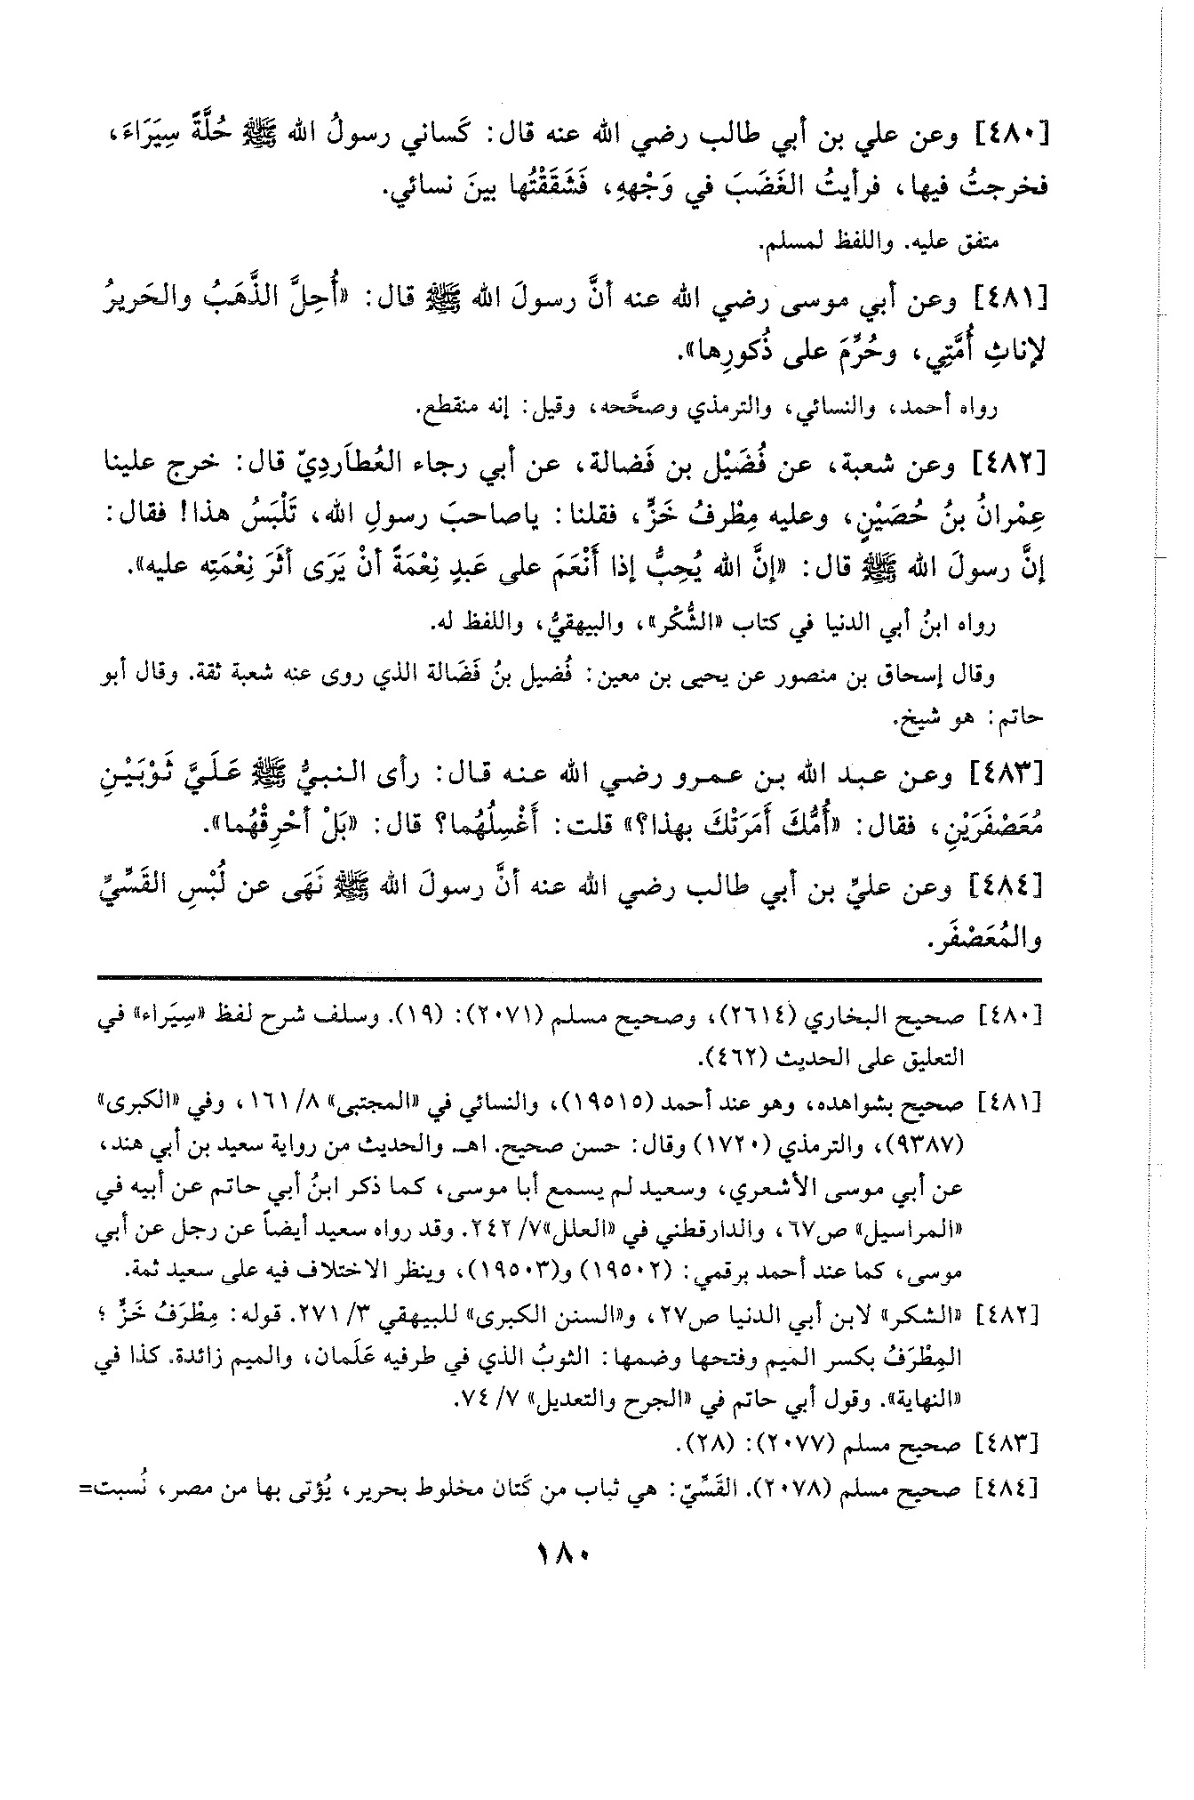 [٤٨٠] وعن علي بن أبي طالب رضي الله عنه قال: كَساني رسولُ الله ﷺ حُلَّةً سِيَرَاءَ،
فخرجتُ فيها، فرأيتُ الغَضَبَ في وَجْههِ، فَشَقَقْتُها بينَ نسائي.
متفق عليه. واللفظ لمسلم.
[٤٨١] وعن أبي موسى رضي الله عنه أنَّ رسولَ الله ﷺ قال: «أُحِلَّ الذَّهَبُ والحَريرُ
لإناثِ أُمَّتِي، وحُرِّمَ على ذُكورِها».
رواه أحمد، والنسائي، والترمذي وصحَّحه، وقيل: إنه منقطع.
[٤٨٢] وعن شعبة، عن فُضَيْل بن فَضالة، عن أبي رجاء العُطاَرِدِيّ قال: خرج علينا
عِمْرانُ بنُ حُصَيْنٍ، وعليه مِطْرفُ خَزٍّ، فقلنا: ياصاحبَ رسولِ الله، تَلْبَسُ هذا! فقال:
إنَّ رسولَ الله ﷺ قال: «إنَّ الله يُحِبُّ إذا أَنْعَمَ على عَبدٍ نِعْمَةً أنْ يَرَى أثَرَ نِعْمَتِه عليه».
رواه ابنُ أبي الدنيا في كتاب «الشُّكْر»، والبيهقيُّ، واللفظ له.
وقال إسحاق بن منصور عن يحيى بن معين: فُضيل بنُ فَضَالة الذي روى عنه شعبة ثقة. وقال أبو
حاتم: هو شيخ.
[٤٨٣] وعن عبد الله بن عمرو رضي الله عنه قال: رأى النبيُّ ﷺ عَلَيَّ ثَوْبَيْنِ
مُعَصْفَرَيْنِ، فقال: «أُمُّكَ أَمَرَتْكَ بهذا؟» قلت: أَغْسِلُهُما؟ قال: «بَلْ أحْرِقْهُما».
[٤٨٤] وعن عليِّ بن أبي طالب رضي الله عنه أنَّ رسولَ الله ﷺ نَهَى عن لُبْسِ القَسِّيِّ
والمُعَصْفَر.
[٤٨٠] صحيح البخاري (٢٦١٤)، وصحيح مسلم (٢٠٧١): (١٩). وسلف شرح لفظ «سِيَراء» في
التعليق على الحديث (٤٦٢).
[٤٨١] صحيح بشواهده، وهو عند أحمد (١٩٥١٥)، والنسائي في «المجتبى» ٨/ ١٦١، وفي «الكبرى»
(٩٣٨٧)، والترمذي (١٧٢٠) وقال: حسن صحيح. اهـ. والحديث من رواية سعيد بن أبي هند،
عن أبي موسى الأشعري، وسعيد لم يسمع أبا موسى، كما ذكر ابنُ أبي حاتم عن أبيه في
«المراسيل» ص٦٧، والدارقطني في «العلل»٧/ ٢٤٢. وقد رواه سعيد أيضاً عن رجل عن أبي
موسى، كما عند أحمد برقمي: (١٩٥٠٢) و(١٩٥٠٣)، وينظر الاختلاف فيه على سعيد ثمة.
[٤٨٢] «الشكر» لابن أبي الدنيا ص٢٧، و«السنن الكبرى» للبيهقي ٣/ ٢٧١. قوله: مِطْرَفُ خَزٍّ ؛
المِطْرَفُ بكسر الميم وفتحها وضمها: الثوبُ الذي في طرفيه عَلَمان، والميم زائدة. كذا في
«النهاية». وقول أبي حاتم في «الجرح والتعديل» ٧/ ٧٤.
[٤٨٣] صحيح مسلم (٢٠٧٧): (٢٨).
[٤٨٤] صحيح مسلم (٢٠٧٨). القَسِّيّ: هي ثياب من كَتان مخلوط بحرير، يُؤتى بها من مصر، نُسبت=
١٨٠